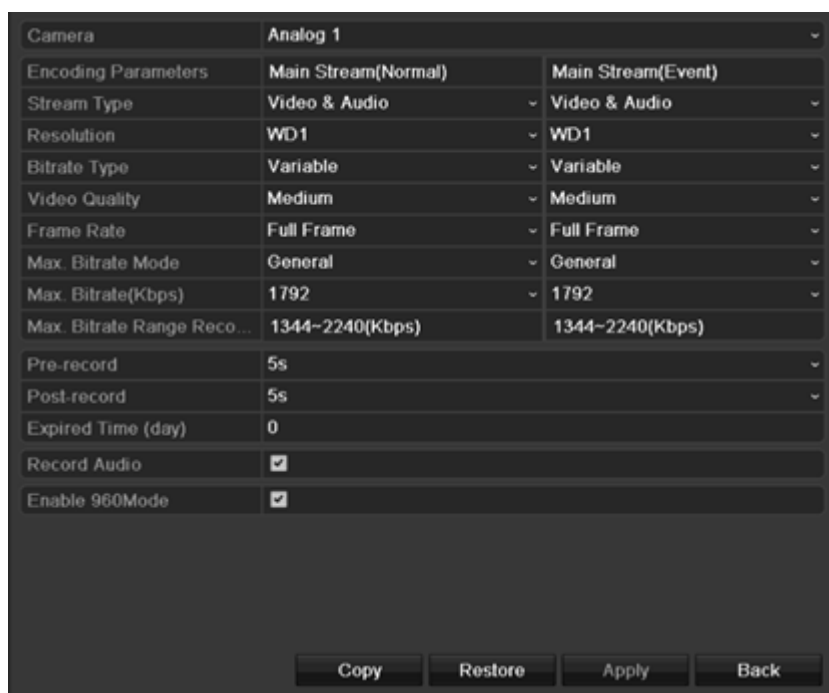 Camera Analog 1
Encoding Parameters Main Stream(Normal) Main Stream(Event)
Stream Type Video & Audio Video & Audio
Resolution WD1 WD1
Bitrate Type Variable Variable
Video Quality Medium Medium
Frame Rate Full Frame Full Frame
Max. Bitrate Mode General General
Max. Bitrate(Kbps) 1792 1792
Max. Bitrate Range Reco... 1344~2240(Kbps) 1344~2240(Kbps)
Pre-record 5s
Post-record 5s
Expired Time (day) 0
Record Audio
Enable 960Mode
Copy Restore Apply Back